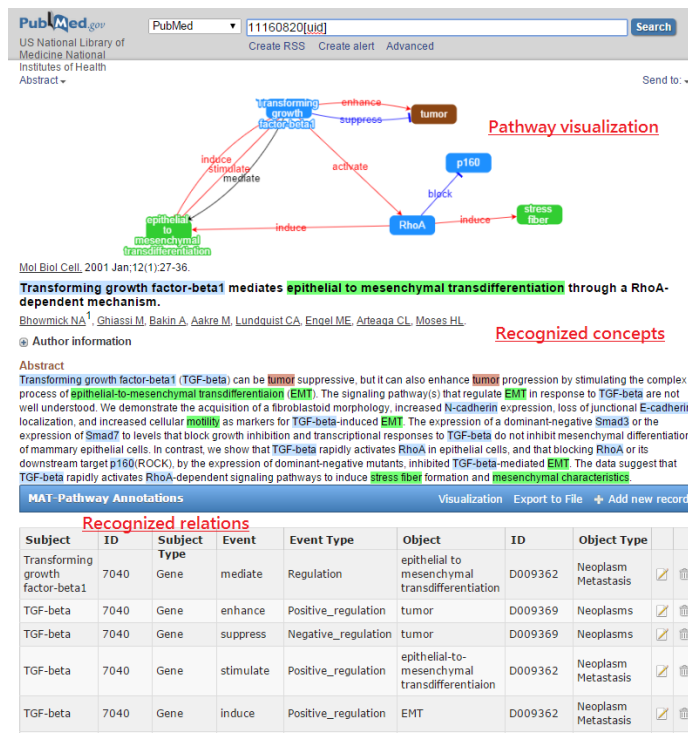 PubMed.gov
PubMed
11160820[uid]
Search
US National Library of
Medicine National
Institutes of Health
Create RSS Create alert Advanced
Abstract
Send to:
Transforming
growth
factor-beta1
enhance
suppress
tumor
Pathway visualization
p160
induce
stimulate
mediate
activate
block
stress
fiber
epithelial
to
mesenchymal
transdifferentiation
induce
RhoA
induce
Mol Biol Cell. 2001 Jan;12(1):27-36.
Transforming growth factor-beta1 mediates epithelial to mesenchymal transdifferentiation through a RhoA-
dependent mechanism.
Bhowmick NA1, Ghiassi M, Bakin A, Aakre M, Lundquist CA, Engel ME, Arteaga CL, Moses HL.
Author information
Recognized concepts
Abstract
Transforming growth factor-beta1 (TGF-beta) can be tumor suppressive, but it can also enhance tumor progression by stimulating the complex
process of epithelial-to-mesenchymal transdifferentiaion (EMT). The signaling pathway(s) that regulate EMT in response to TGF-beta are not
well understood. We demonstrate the acquisition of a fibroblastoid morphology, increased N-cadherin expression, loss of junctional E-cadherin
localization, and increased cellular motility as markers for TGF-beta-induced EMT. The expression of a dominant-negative Smad3 or the
expression of Smad7 to levels that block growth inhibition and transcriptional responses to TGF-beta do not inhibit mesenchymal differentiation
of mammary epithelial cells. In contrast, we show that TGF-beta rapidly activates RhoA in epithelial cells, and that blocking RhoA or its
downstream target p160(ROCK), by the expression of dominant-negative mutants, inhibited TGF-beta-mediated EMT. The data suggest that
TGF-beta rapidly activates RhoA-dependent signaling pathways to induce stress fiber formation and mesenchymal characteristics.
MAT-Pathway Annotations
Visualization Export to File Add new record
Recognized relations
Subject ID Subject Type Event Event Type Object ID Object Type
Transforming growth factor-beta1 7040 Gene mediate Regulation epithelial to mesenchymal transdifferentiation D009362 Neoplasm Metastasis
TGF-beta 7040 Gene enhance Positive_regulation tumor D009369 Neoplasms
TGF-beta 7040 Gene suppress Negative_regulation tumor D009369 Neoplasms
TGF-beta 7040 Gene stimulate Positive_regulation epithelial-to-mesenchymal transdifferentiaion D009362 Neoplasm Metastasis
TGF-beta 7040 Gene induce Positive_regulation EMT D009362 Neoplasm Metastasis